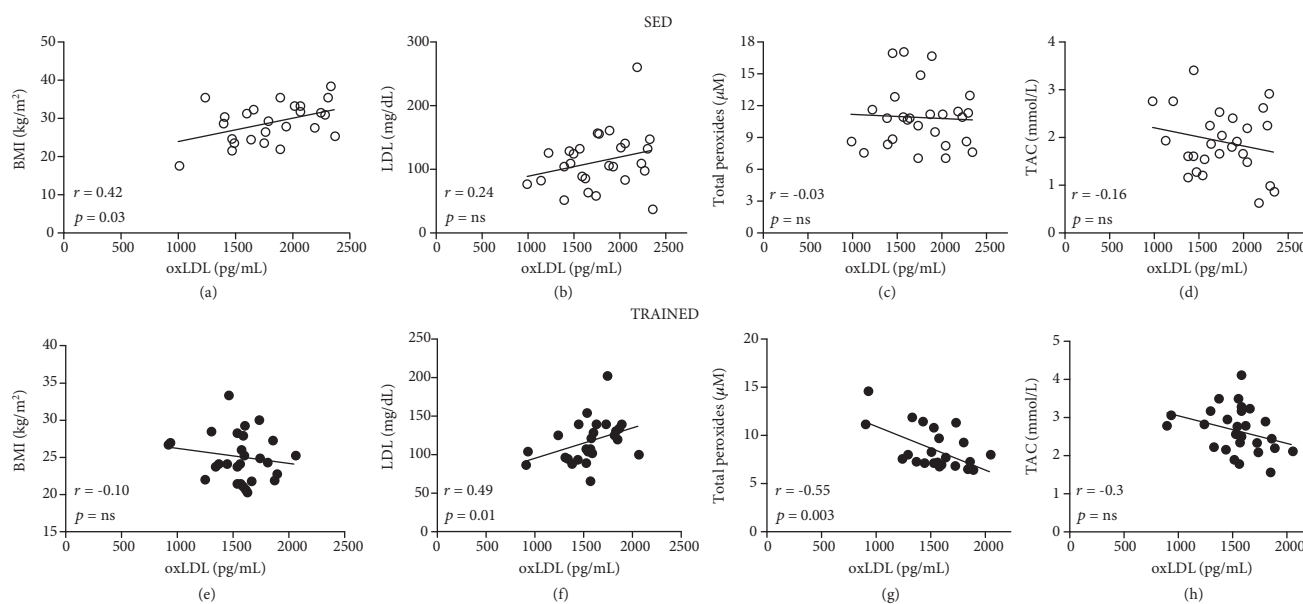 SED
50
40
30
20
10
0
BMI (kg/m²)
r = 0.42
p = 0.03
0 500 1000 1500 2000 2500
oxLDL (pg/mL)
(a)
300
200
100
0
LDL (mg/dL)
r = 0.24
p = ns
0 500 1000 1500 2000 2500
oxLDL (pg/mL)
(b)
18
15
12
9
6
3
0
Total peroxides (μM)
r = -0.03
p = ns
0 500 1000 1500 2000 2500
oxLDL (pg/mL)
(c)
4
3
2
1
0
TAC (mmol/L)
r = -0.16
p = ns
0 500 1000 1500 2000 2500
oxLDL (pg/mL)
(d)
TRAINED
40
35
30
25
20
15
BMI (kg/m²)
r = -0.10
p = ns
0 500 1000 1500 2000 2500
oxLDL (pg/mL)
(e)
250
200
150
100
50
0
LDL (mg/dL)
r = 0.49
p = 0.01
0 500 1000 1500 2000 2500
oxLDL (pg/mL)
(f)
20
15
10
5
0
Total peroxides (μM)
r = -0.55
p = 0.003
0 500 1000 1500 2000
oxLDL (pg/mL)
(g)
5
4
3
2
1
0
TAC (mmol/L)
r = -0.3
p = ns
0 500 1000 1500 2000
oxLDL (pg/mL)
(h)